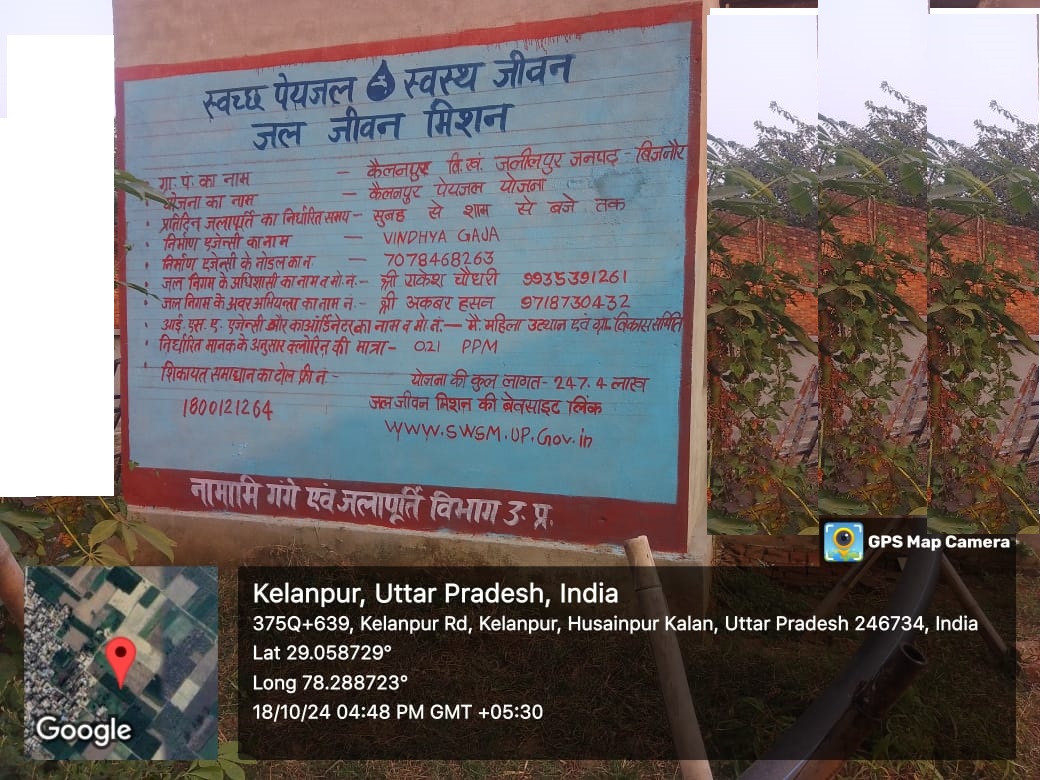 स्वच्छ पेयजल स्वस्थ जीवन
जल जीवन मिशन
ग्रा. पं. का नाम — कैलनपुर वि.खं. जलीलपुर जनपद - बिजनौर
योजना का नाम — कैलनपुर पेयजल योजना
• प्रतिदिन जलापूर्ति का निर्धारित समय - सुबह से शाम से बजे तक
• निर्माण एजेन्सी का नाम — VINDHYA GAJA
• निर्माण एजेन्सी के नोडल का न — 7078468263
• जल निगम के अधिशासी का नाम व मो. नं. - श्री राकेश चौधरी 9935391261
• जल निगम के अवर अभियन्ता का नाम नं. - श्री अकबर हसन 9718730432
• आई. एस. ए. एजेन्सी और काआॅर्डिनेटर का नाम व मो. नं. — मै. महिला उत्थान एवं ग्रा. विकास समिति
• निर्धारित मानक के अनुसार क्लोरिन की मात्रा - 021 PPM
• शिकायत समाधान का टोल फ्री नं -
योजना की कुल लागत - 247.4 लाख
1800121264
जल जीवन मिशन की बेवसाइट लिंक
WWW.SWSM.UP.Gov.in
नामामि गंगे एवं जलापूर्ति विभाग उ. प्र.
GPS Map Camera
Kelanpur, Uttar Pradesh, India
375Q+639, Kelanpur Rd, Kelanpur, Husainpur Kalan, Uttar Pradesh 246734, India
Lat 29.058729°
Long 78.288723°
18/10/24 04:48 PM GMT +05:30
Google